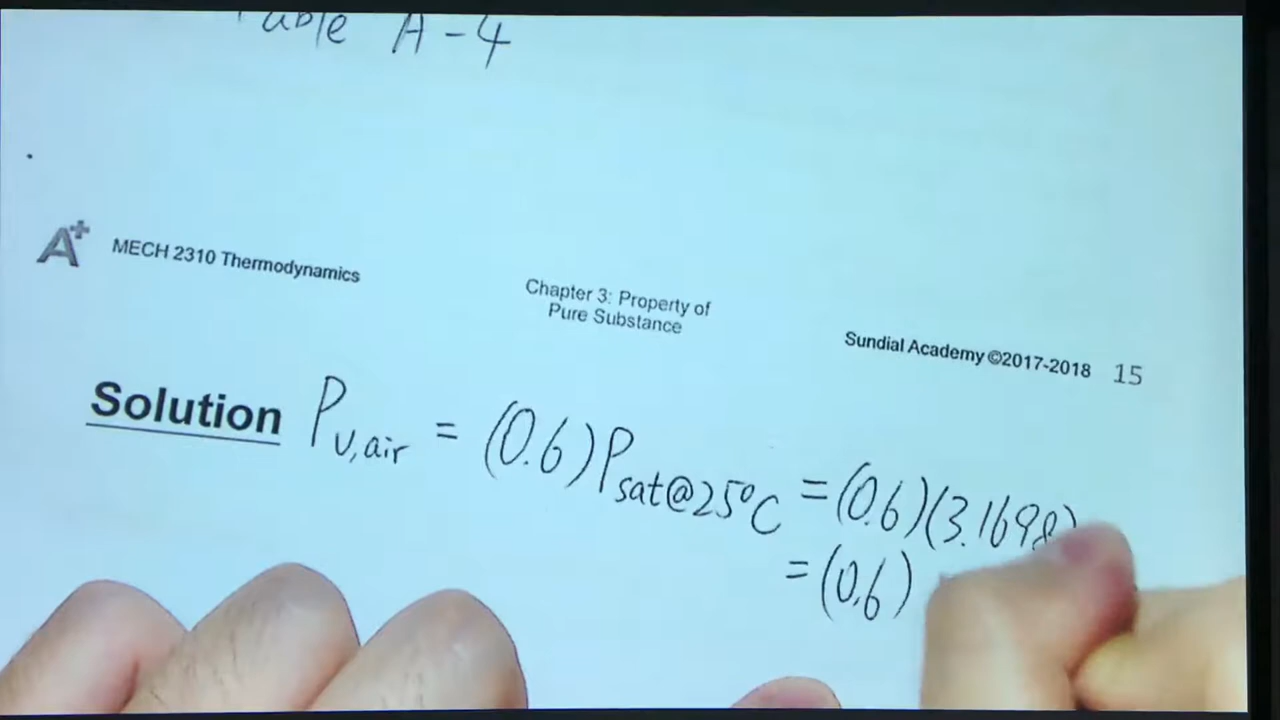 Table A-4
A+ MECH 2310 Thermodynamics
Chapter 3: Property of
Pure Substance
Sundial Academy ©2017-2018 15
Solution P_v,air = (0.6)P_sat@25°C = (0.6)(3.1698)
= (0.6)